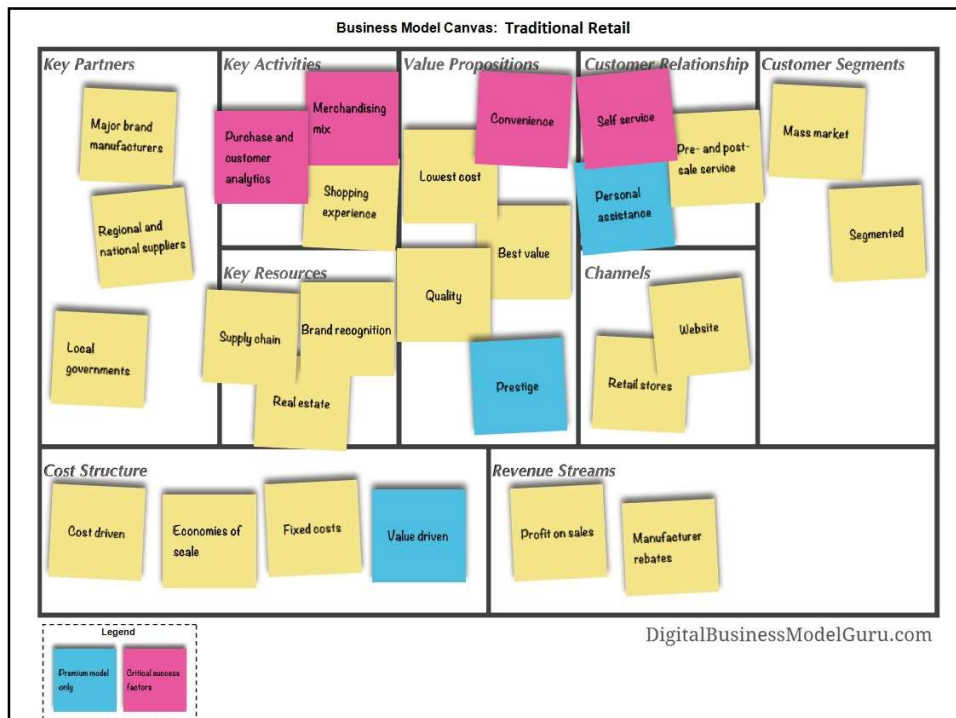 Business Model Canvas: Traditional Retail
Key Partners
Major brand
manufacturers
Regional and
national suppliers
Local
governments
Key Activities
Merchandising
mix
Purchase and
customer
analytics
Shopping
experience
Key Resources
Supply chain
Brand recognition
Real estate
Value Propositions
Convenience
Lowest cost
Best value
Quality
Prestige
Customer Relationship
Self service
Pre- and post-
sale service
Personal
assistance
Channels
Website
Retail stores
Customer Segments
Mass market
Segmented
Cost Structure
Cost driven
Economies of
scale
Fixed costs
Value driven
Revenue Streams
Profit on sales
Manufacturer
rebates
Legend
Premium model
only
Critical success
factors
DigitalBusinessModelGuru.com